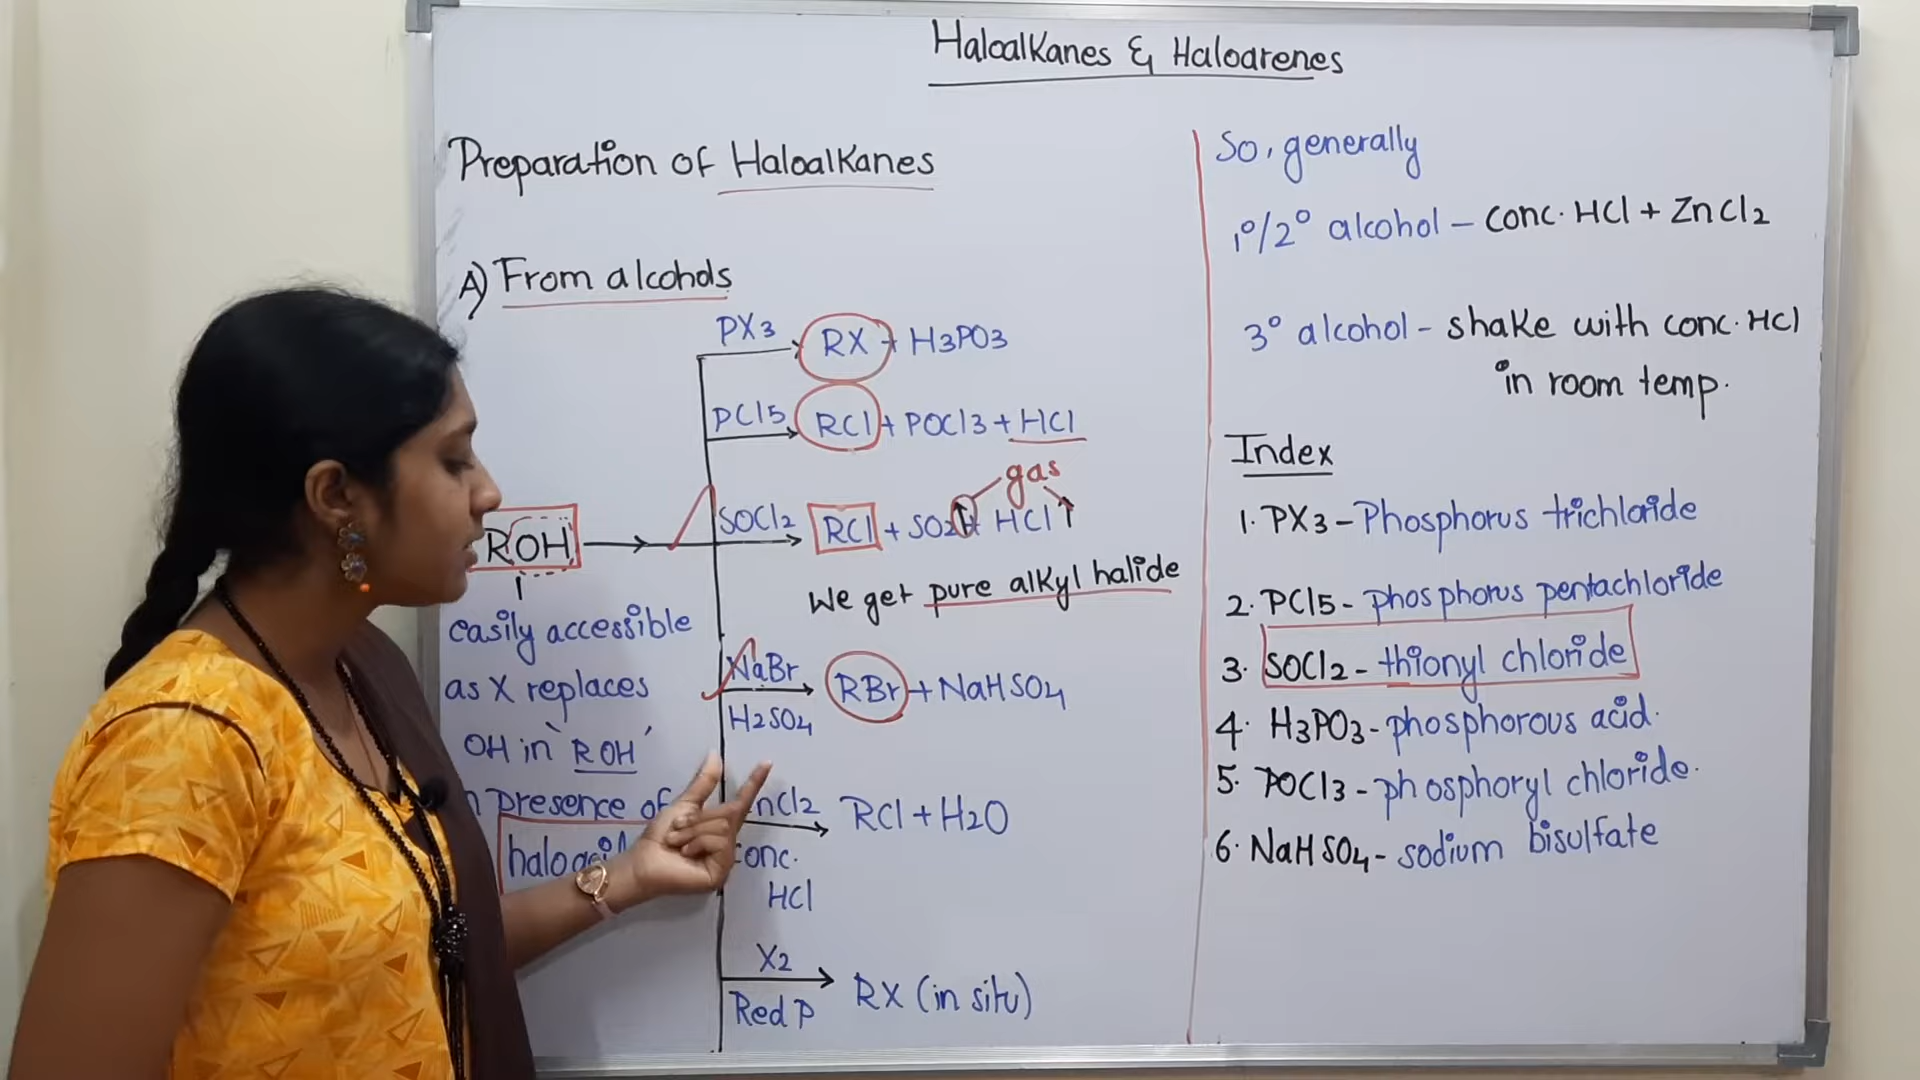 Haloalkanes & Haloarenes
Preparation of Haloalkanes
A) From alcohols
PX3
RX + H3PO3
PCl5
RCl + POCl3 + HCl
gas
ROH
SOCl2
RCl + SO2↑ + HCl↑
We get pure alkyl halide
easily accessible
as X replaces
OH in 'ROH'
presence of
NaBr
H2SO4
RBr + NaHSO4
RCl + H2O
HCl
X2
Red P
RX (in situ)
So, generally
1°/2° alcohol - conc. HCl + ZnCl2
3° alcohol - shake with conc. HCl
in room temp.
Index
1. PX3 - Phosphorus trichloride
2. PCl5 - phosphorus pentachloride
3. SOCl2 - thionyl chloride
4. H3PO3 - phosphorous acid.
5. POCl3 - phosphoryl chloride.
6. NaHSO4 - sodium bisulfate